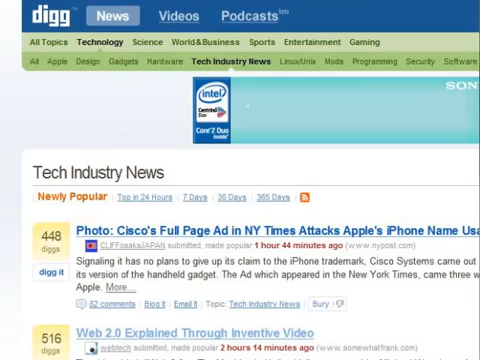 digg™ News Videos Podcasts beta
All Topics Technology Science World & Business Sports Entertainment Gaming
All Apple Design Gadgets Hardware Tech Industry News Linux/Unix Mods Programming Security Software
SON
intel
Centrino
Duo
Core™2 Duo
inside™
Tech Industry News
Newly Popular Top in 24 Hours 7 Days 30 Days 365 Days
448
diggs
digg it
Photo: Cisco's Full Page Ad in NY Times Attacks Apple's iPhone Name Usa
CLIFFosakaJAPAN submitted, made popular 1 hour 44 minutes ago (www.nypost.com)
Signaling it has no plans to give up its claim to the iPhone trademark, Cisco Systems came out
its version of the handheld gadget. The Ad which appeared in the New York Times, came three w
Apple. More...
82 comments Blog it Email it Topic: Tech Industry News Bury
516
diggs
Web 2.0 Explained Through Inventive Video
webtech submitted, made popular 2 hours 14 minutes ago (www.somewhatfrank.com)